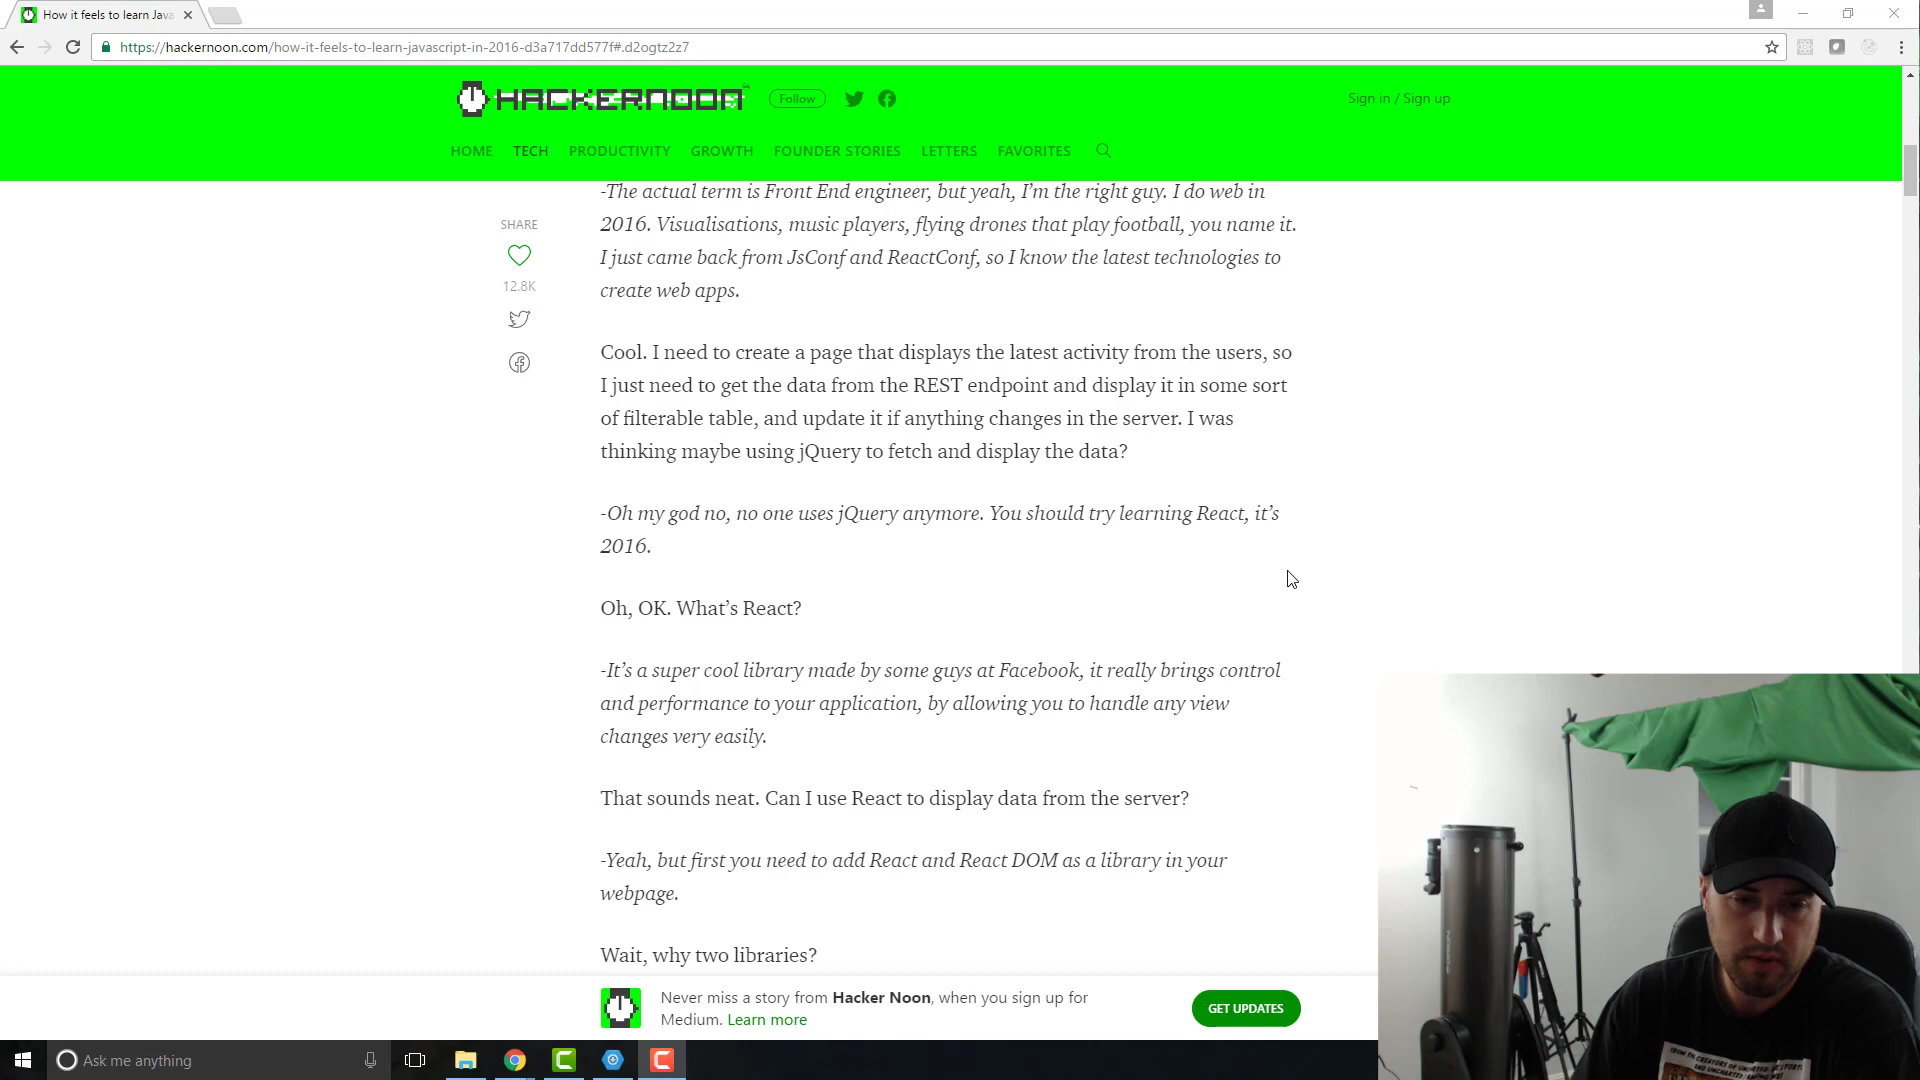 How it feels to learn Java
https://hackernoon.com/how-it-feels-to-learn-javascript-in-2016-d3a717dd577f#.d2ogtz2z7
HACKERNOON
Follow
Sign in / Sign up
HOME TECH PRODUCTIVITY GROWTH FOUNDER STORIES LETTERS FAVORITES
-The actual term is Front End engineer, but yeah, I’m the right guy. I do web in
2016. Visualisations, music players, flying drones that play football, you name it.
I just came back from JsConf and ReactConf, so I know the latest technologies to
create web apps.
SHARE
12.8K
Cool. I need to create a page that displays the latest activity from the users, so
I just need to get the data from the REST endpoint and display it in some sort
of filterable table, and update it if anything changes in the server. I was
thinking maybe using jQuery to fetch and display the data?
-Oh my god no, no one uses jQuery anymore. You should try learning React, it’s
2016.
Oh, OK. What’s React?
-It’s a super cool library made by some guys at Facebook, it really brings control
and performance to your application, by allowing you to handle any view
changes very easily.
That sounds neat. Can I use React to display data from the server?
-Yeah, but first you need to add React and React DOM as a library in your
webpage.
Wait, why two libraries?
Never miss a story from Hacker Noon, when you sign up for
Medium. Learn more
GET UPDATES
Ask me anything